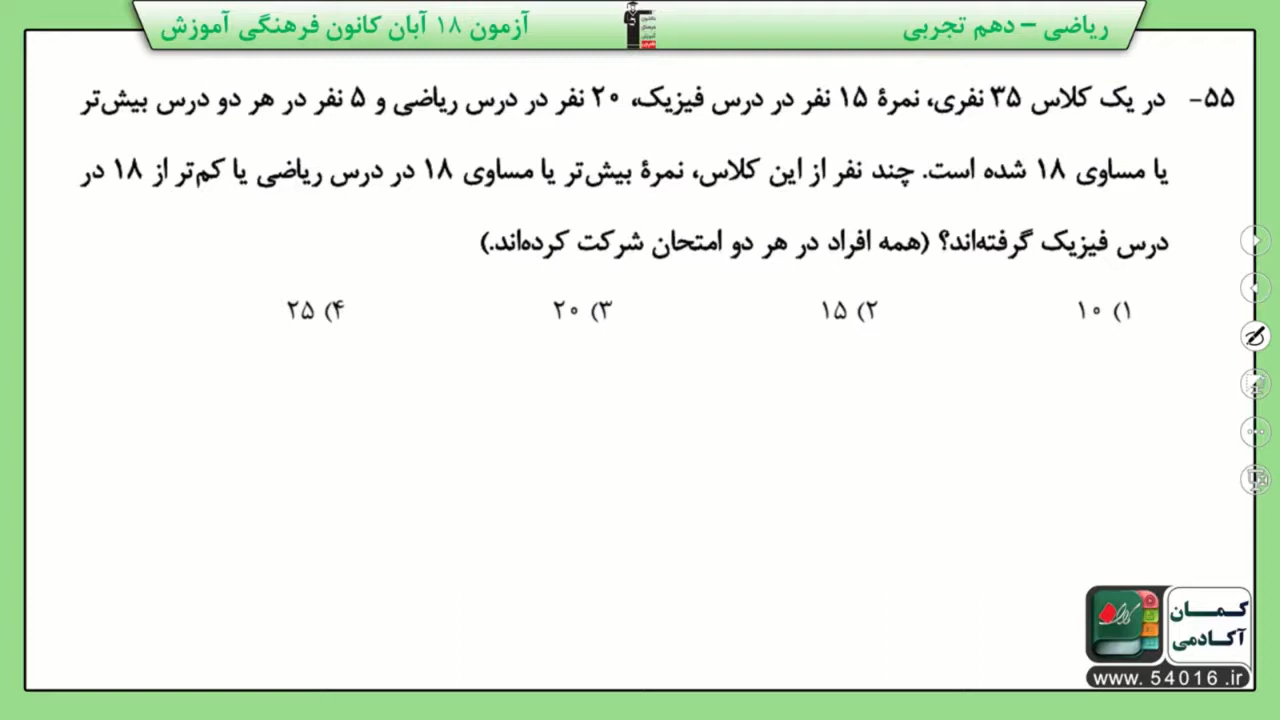 ریاضی – دهم تجربی
آزمون ۱۸ آبان کانون فرهنگی آموزش
۵۵- در یک کلاس ۳۵ نفری، نمرهٔ ۱۵ نفر در درس فیزیک، ۲۰ نفر در درس ریاضی و ۵ نفر در هر دو درس بیش‌تر
یا مساوی ۱۸ شده است. چند نفر از این کلاس، نمرهٔ بیش‌تر یا مساوی ۱۸ در درس ریاضی یا کم‌تر از ۱۸ در
درس فیزیک گرفته‌اند؟ (همه افراد در هر دو امتحان شرکت کرده‌اند.)
۱) ۱۰ ۲) ۱۵ ۳) ۲۰ ۴) ۲۵
کمان
آکادمی
www. 54016 .ir